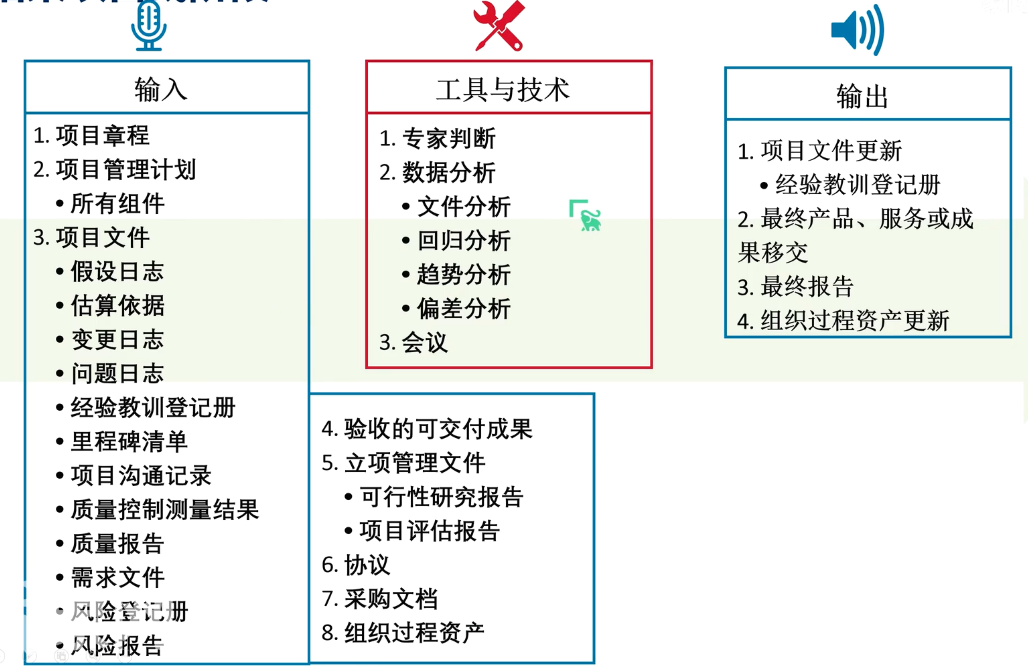 输入
1. 项目章程
2. 项目管理计划
• 所有组件
3. 项目文件
• 假设日志
• 估算依据
• 变更日志
• 问题日志
• 经验教训登记册
• 里程碑清单
• 项目沟通记录
• 质量控制测量结果
• 质量报告
• 需求文件
• 风险登记册
• 风险报告
4. 验收的可交付成果
5. 立项管理文件
• 可行性研究报告
• 项目评估报告
6. 协议
7. 采购文档
8. 组织过程资产
工具与技术
1. 专家判断
2. 数据分析
• 文件分析
• 回归分析
• 趋势分析
• 偏差分析
3. 会议
输出
1. 项目文件更新
• 经验教训登记册
2. 最终产品、服务或成
果移交
3. 最终报告
4. 组织过程资产更新